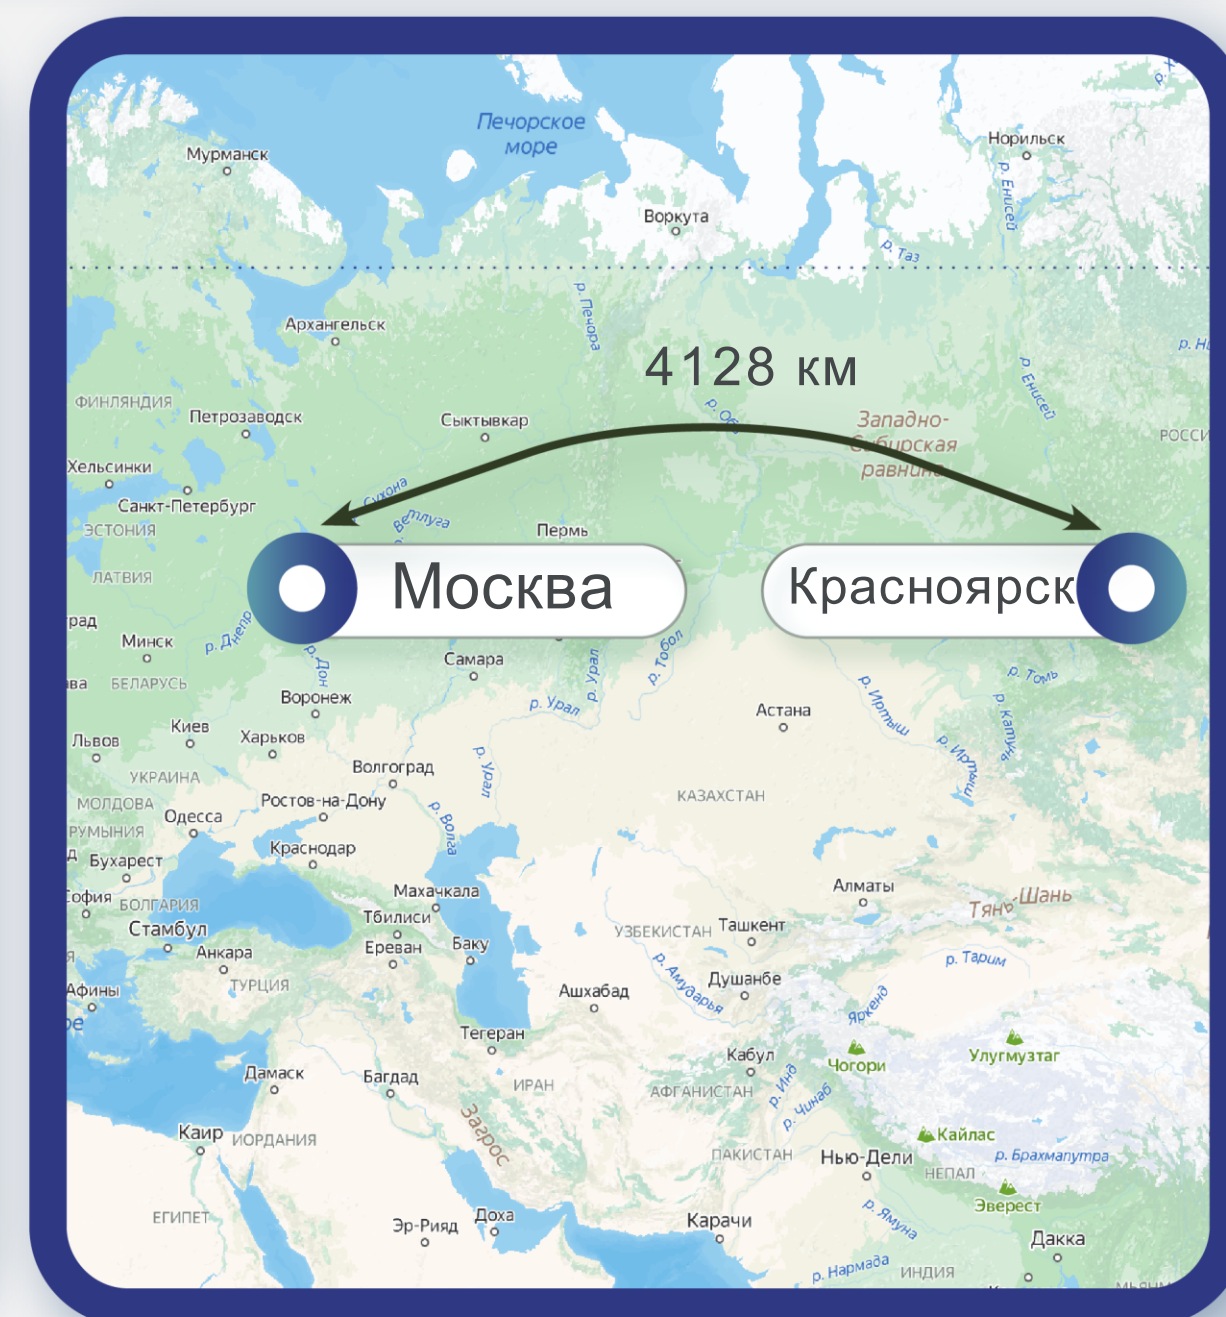 Печорское
море
Норильск
Мурманск
р. Енисей
Воркута
р. Таз
р. Печора
Архангельск
4128 км
р. Енисей
ФИНЛЯНДИЯ
Петрозаводск
Сыктывкар
р. Обь
Западно-
Сибирская
равнина
Хельсинки
Санкт-Петербург
ЭСТОНИЯ
Сухона
Ветлуга
Пермь
ЛАТВИЯ
Москва
Красноярск
Минск
р. Днепр
р. Дон
БЕЛАРУСЬ
Самара
р. Урал
р. Тобол
р. Томь
Воронеж
р. Урал
Астана
р. Иртыш
р. Катунь
Киев
Львов
Харьков
р. Иртыш
УКРАИНА
Волгоград
р. Урал
КАЗАХСТАН
МОЛДОВА
Ростов-на-Дону
Одесса
р. Волга
РУМЫНИЯ
Краснодар
Бухарест
Махачкала
Алматы
София
БОЛГАРИЯ
Тянь-Шань
Тбилиси
Стамбул
УЗБЕКИСТАН
Ташкент
Анкара
Ереван
Баку
р. Тарим
ТУРЦИЯ
Афины
Ашхабад
р. Амударья
Душанбе
Яркенд
Тегеран
Кабул
Чогори
Улугмузтаг
Дамаск
Багдад
ИРАН
АФГАНИСТАН
р. Инд
р. Чинаб
Загрос
Каир
ИОРДАНИЯ
Кайлас
ПАКИСТАН
Нью-Дели
р. Брахмапутра
НЕПАЛ
Эверест
ЕГИПЕТ
Эр-Рияд
Доха
Карачи
р. Ямуна
Дакка
р. Нармада
ИНДИЯ